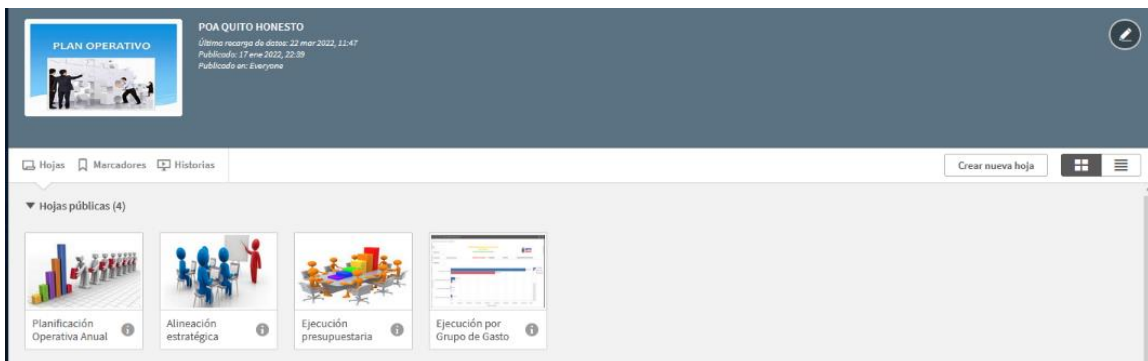 PLAN OPERATIVO
POA QUITO HONESTO
Última recarga de datos: 22 mar 2022, 11:47
Publicado: 17 ene 2022, 22:39
Publicado en: Everyone
Hojas
Marcadores
Historias
Crear nueva hoja
Hojas públicas (4)
Planificación
Operativa Anual
Alineación
estratégica
Ejecución
presupuestaria
Ejecución por
Grupo de Gasto